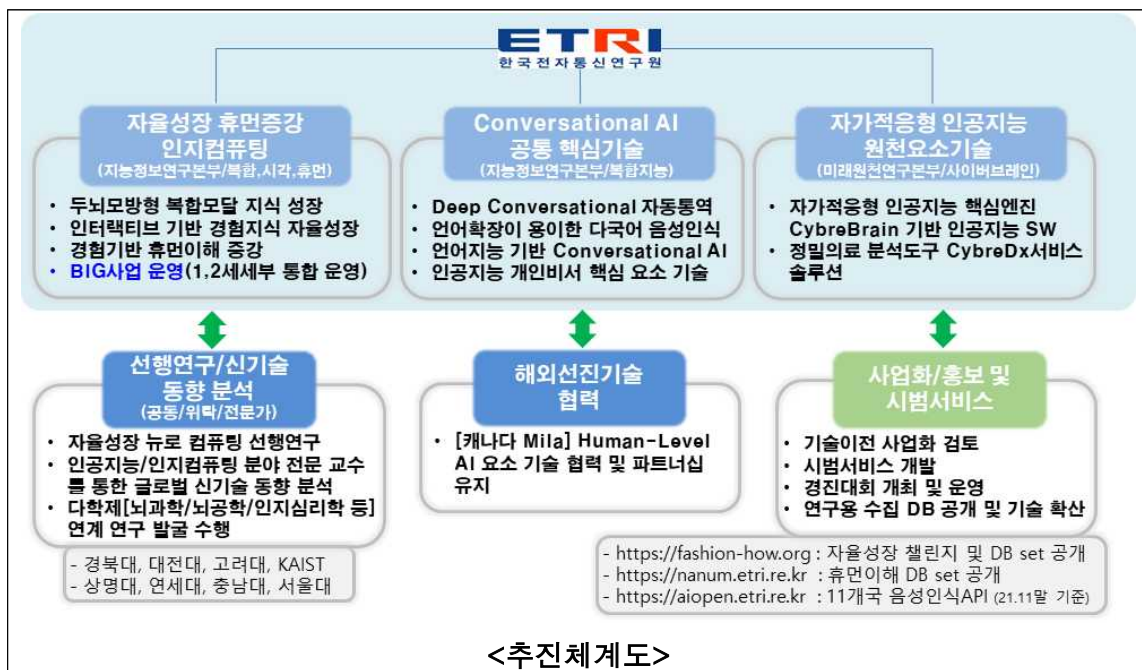 ETRI
한국전자통신연구원
자율성장 휴먼증강
인지컴퓨팅
(지능정보연구본부/복합,시각,휴먼)
• 두뇌모방형 복합모달 지식 성장
• 인터랙티브 기반 경험지식 자율성장
• 경험기반 휴먼이해 증강
• BIG사업 운영(1,2세세부 통합 운영)
Conversational AI
공통 핵심기술
(지능정보연구본부/복합지능)
• Deep Conversational 자동통역
• 언어확장이 용이한 다국어 음성인식
• 언어지능 기반 Conversational AI
• 인공지능 개인비서 핵심 요소 기술
자가적응형 인공지능
원천요소기술
(미래원천연구본부/사이버브레인)
• 자가적응형 인공지능 핵심엔진
CybreBrain 기반 인공지능 SW
• 정밀의료 분석도구 CybreDx서비스
솔루션
선행연구/신기술
동향 분석
(공동/위탁/전문가)
• 자율성장 뉴로 컴퓨팅 선행연구
• 인공지능/인지컴퓨팅 분야 전문 교수
를 통한 글로벌 신기술 동향 분석
• 다학제[뇌과학/뇌공학/인지심리학 등]
연계 연구 발굴 수행
- 경북대, 대전대, 고려대, KAIST
- 상명대, 연세대, 충남대, 서울대
해외선진기술
협력
• [캐나다 Mila] Human-Level
AI 요소 기술 협력 및 파트너십
유지
사업화/홍보 및
시범서비스
• 기술이전 사업화 검토
• 시범서비스 개발
• 경진대회 개최 및 운영
• 연구용 수집 DB 공개 및 기술 확산
- https://fashion-how.org : 자율성장 챌린지 및 DB set 공개
- https://nanum.etri.re.kr : 휴먼이해 DB set 공개
- https://aiopen.etri.re.kr : 11개국 음성인식API (21.11말 기준)
<추진체계도>